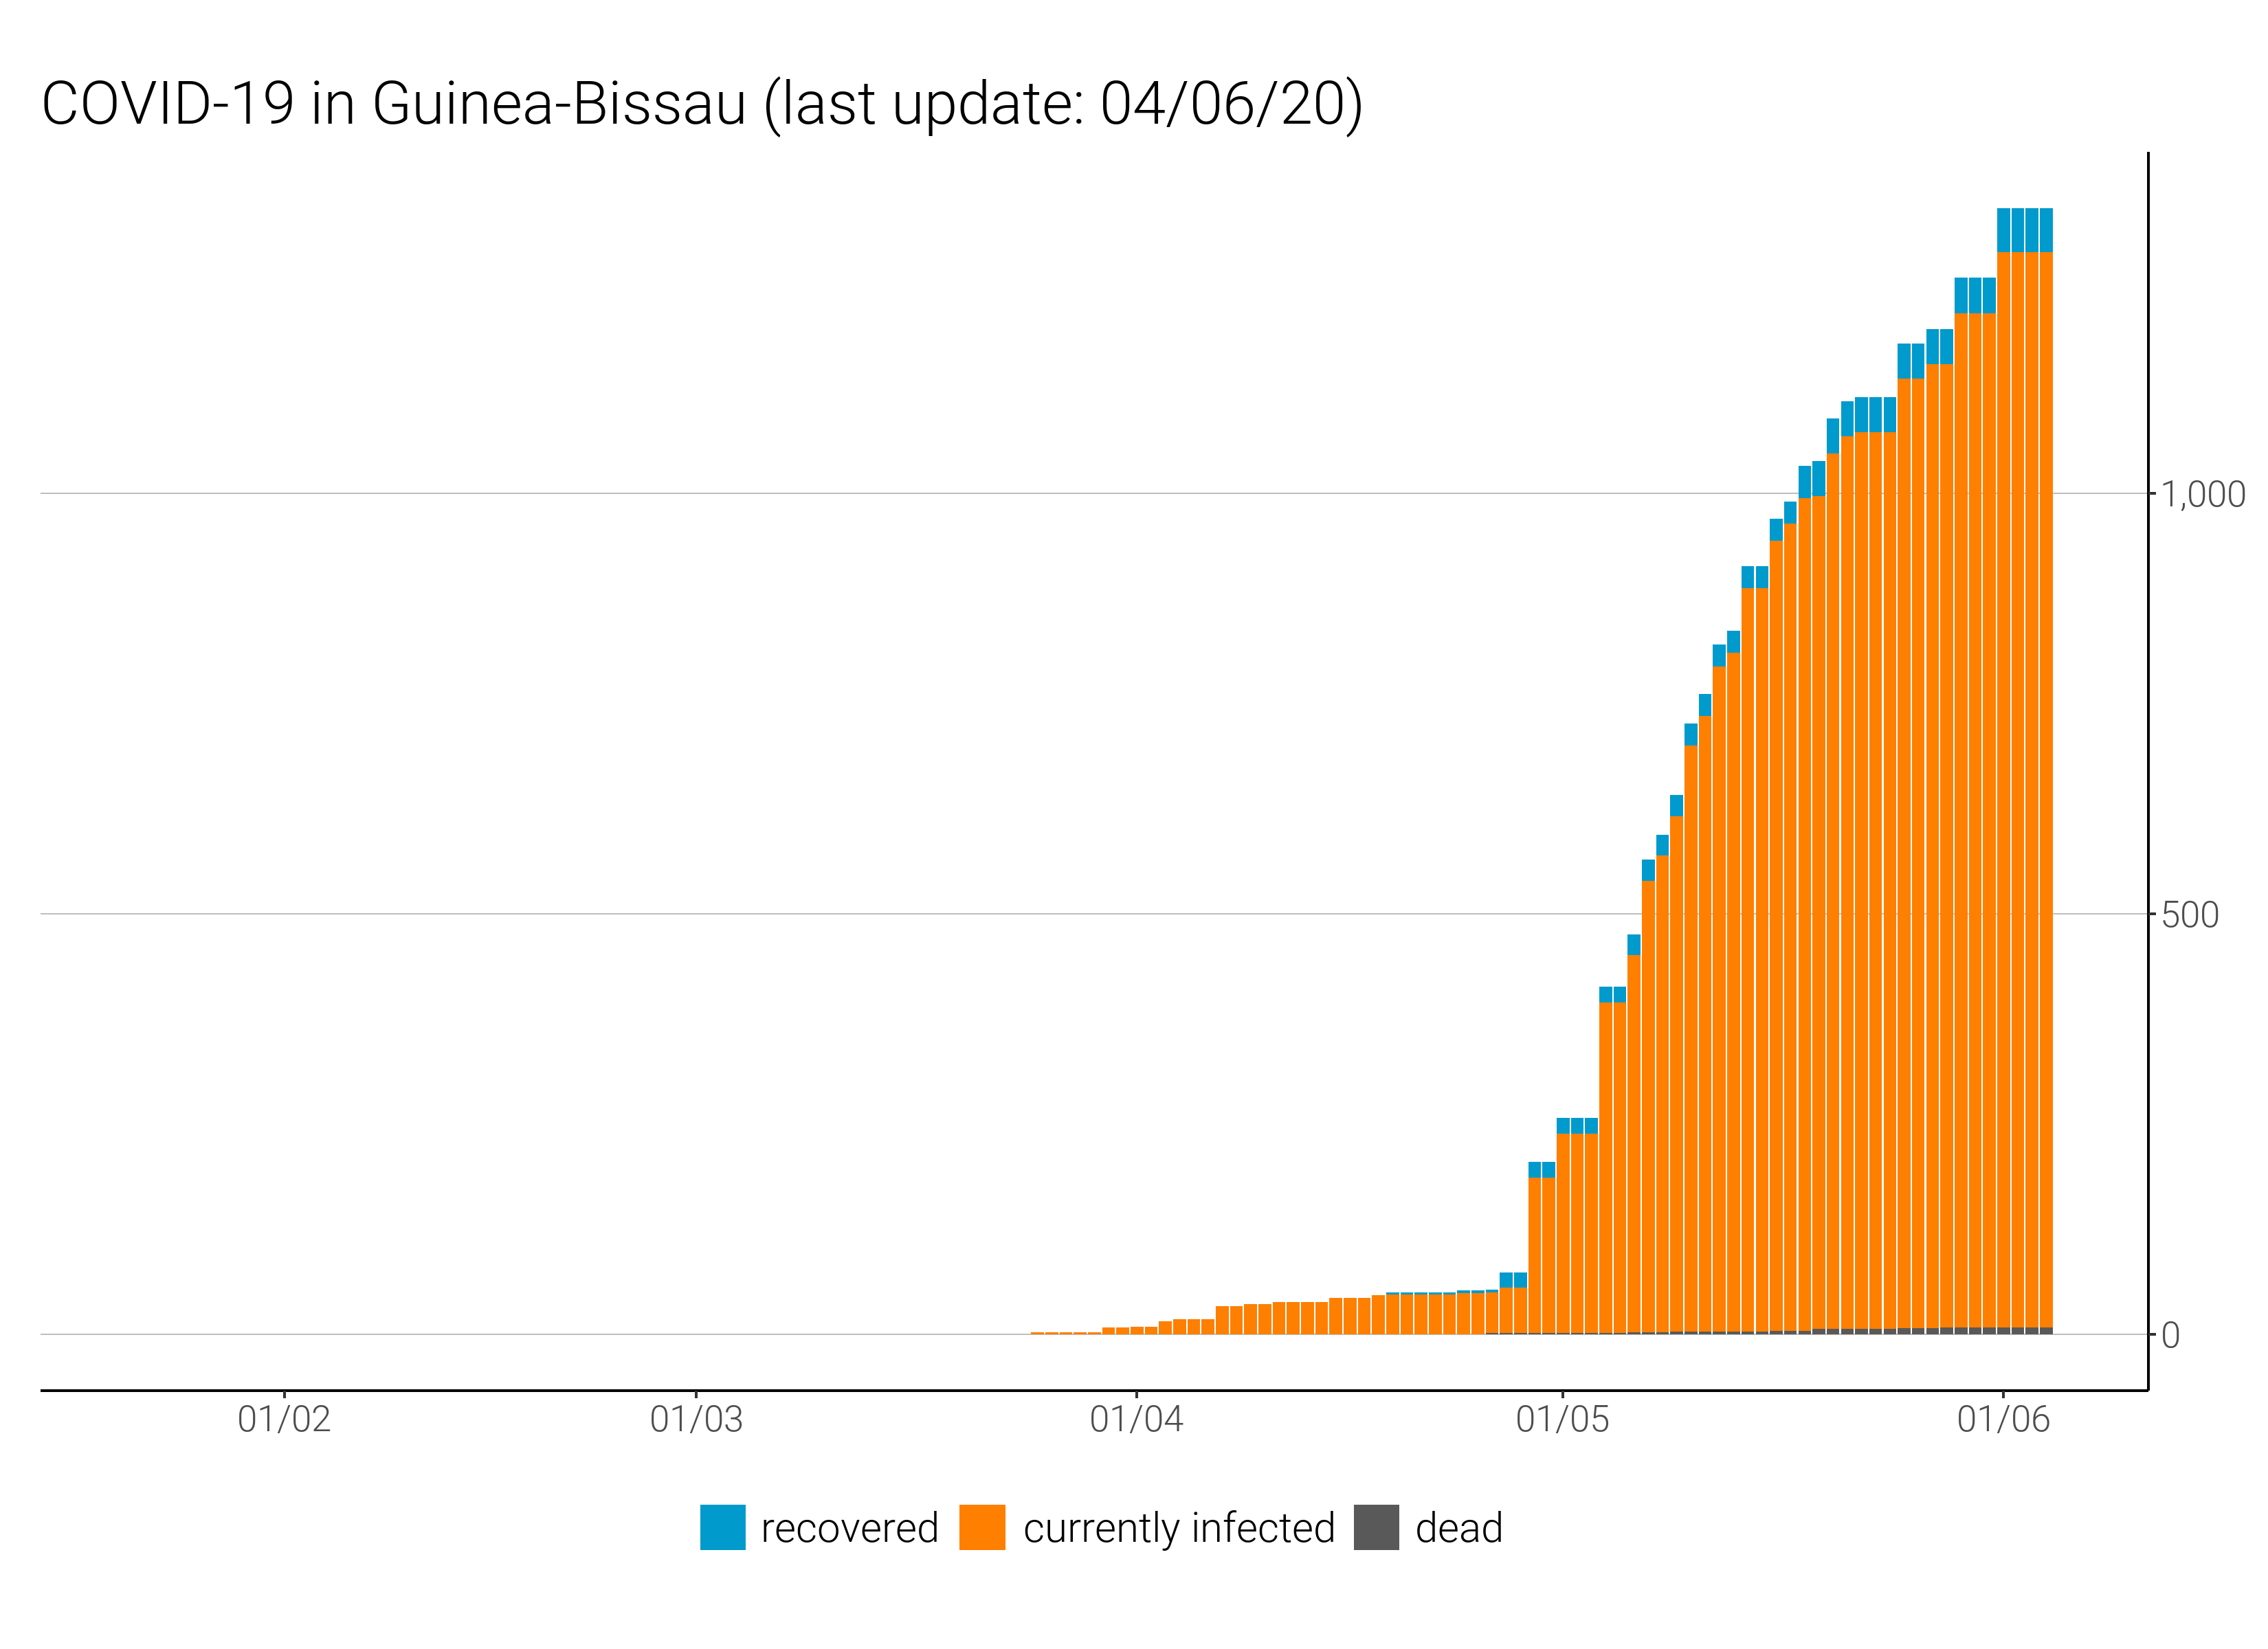 COVID-19 in Guinea-Bissau (last update: 04/06/20)
1,000
500
0
01/02 01/03 01/04 01/05 01/06
recovered currently infected dead